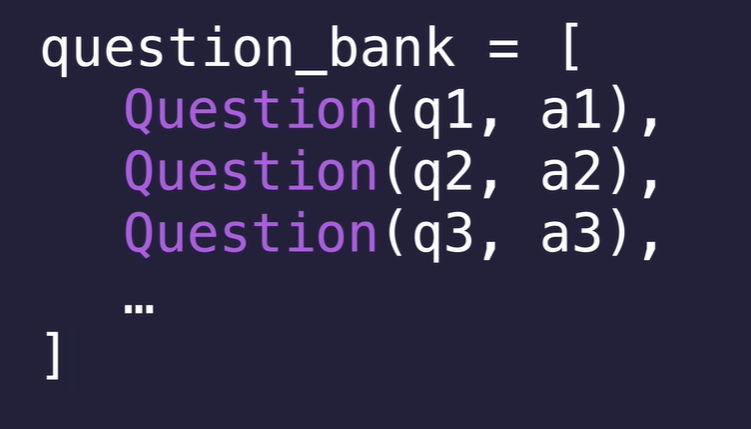 question_bank = [
Question(q1, a1),
Question(q2, a2),
Question(q3, a3),
…
]